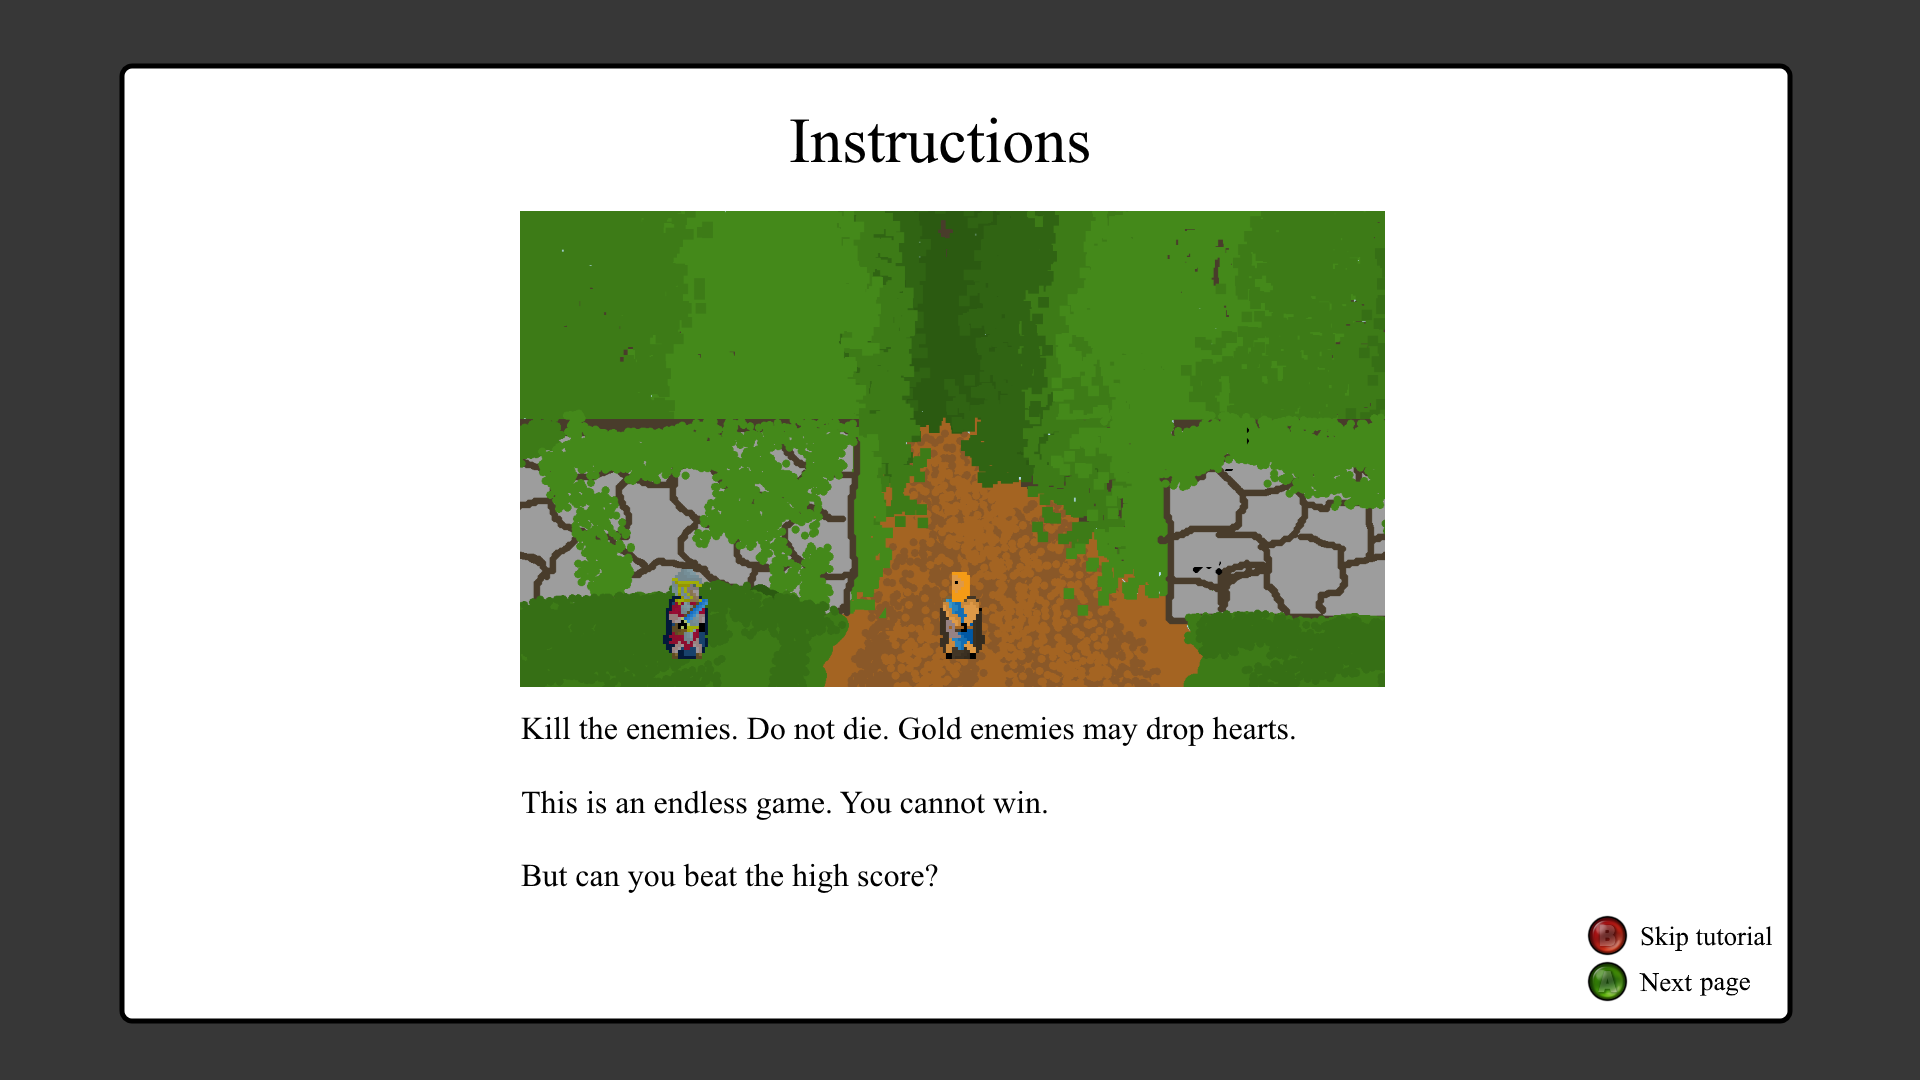 Instructions
Kill the enemies. Do not die. Gold enemies may drop hearts.
This is an endless game. You cannot win.
But can you beat the high score?
B Skip tutorial
A Next page